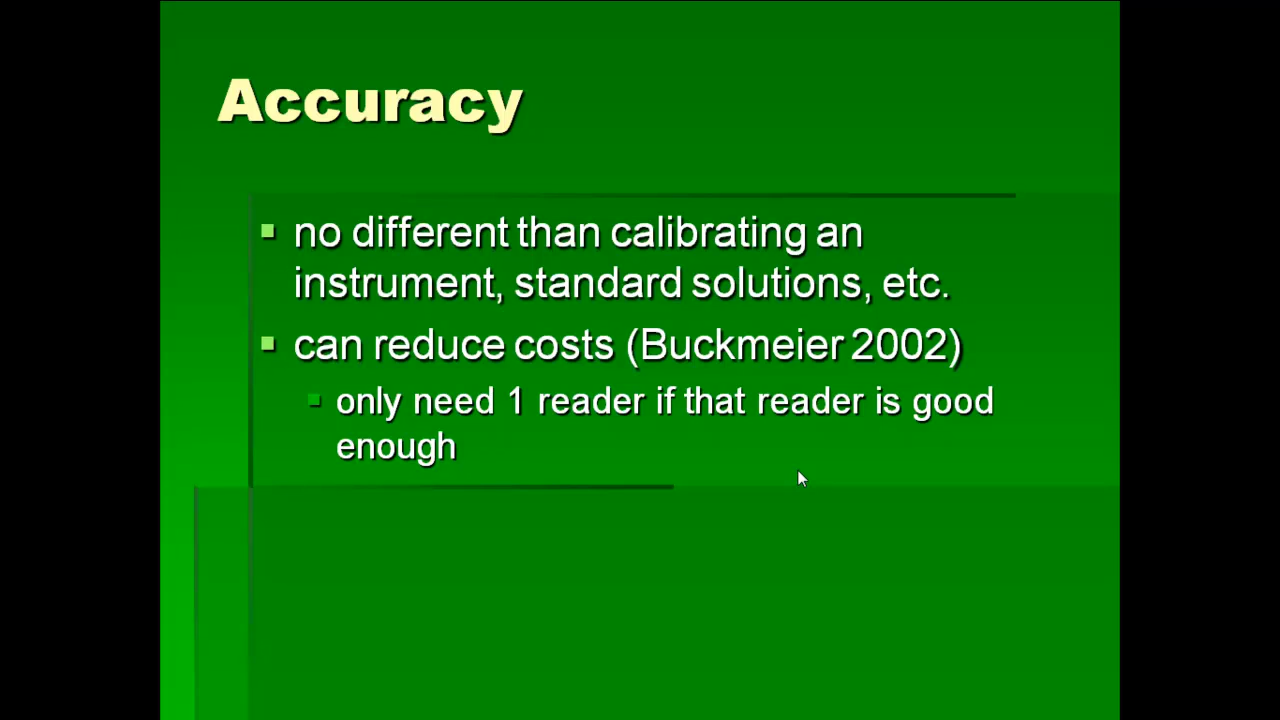 Accuracy
no different than calibrating an
instrument, standard solutions, etc.
can reduce costs (Buckmeier 2002)
only need 1 reader if that reader is good
enough